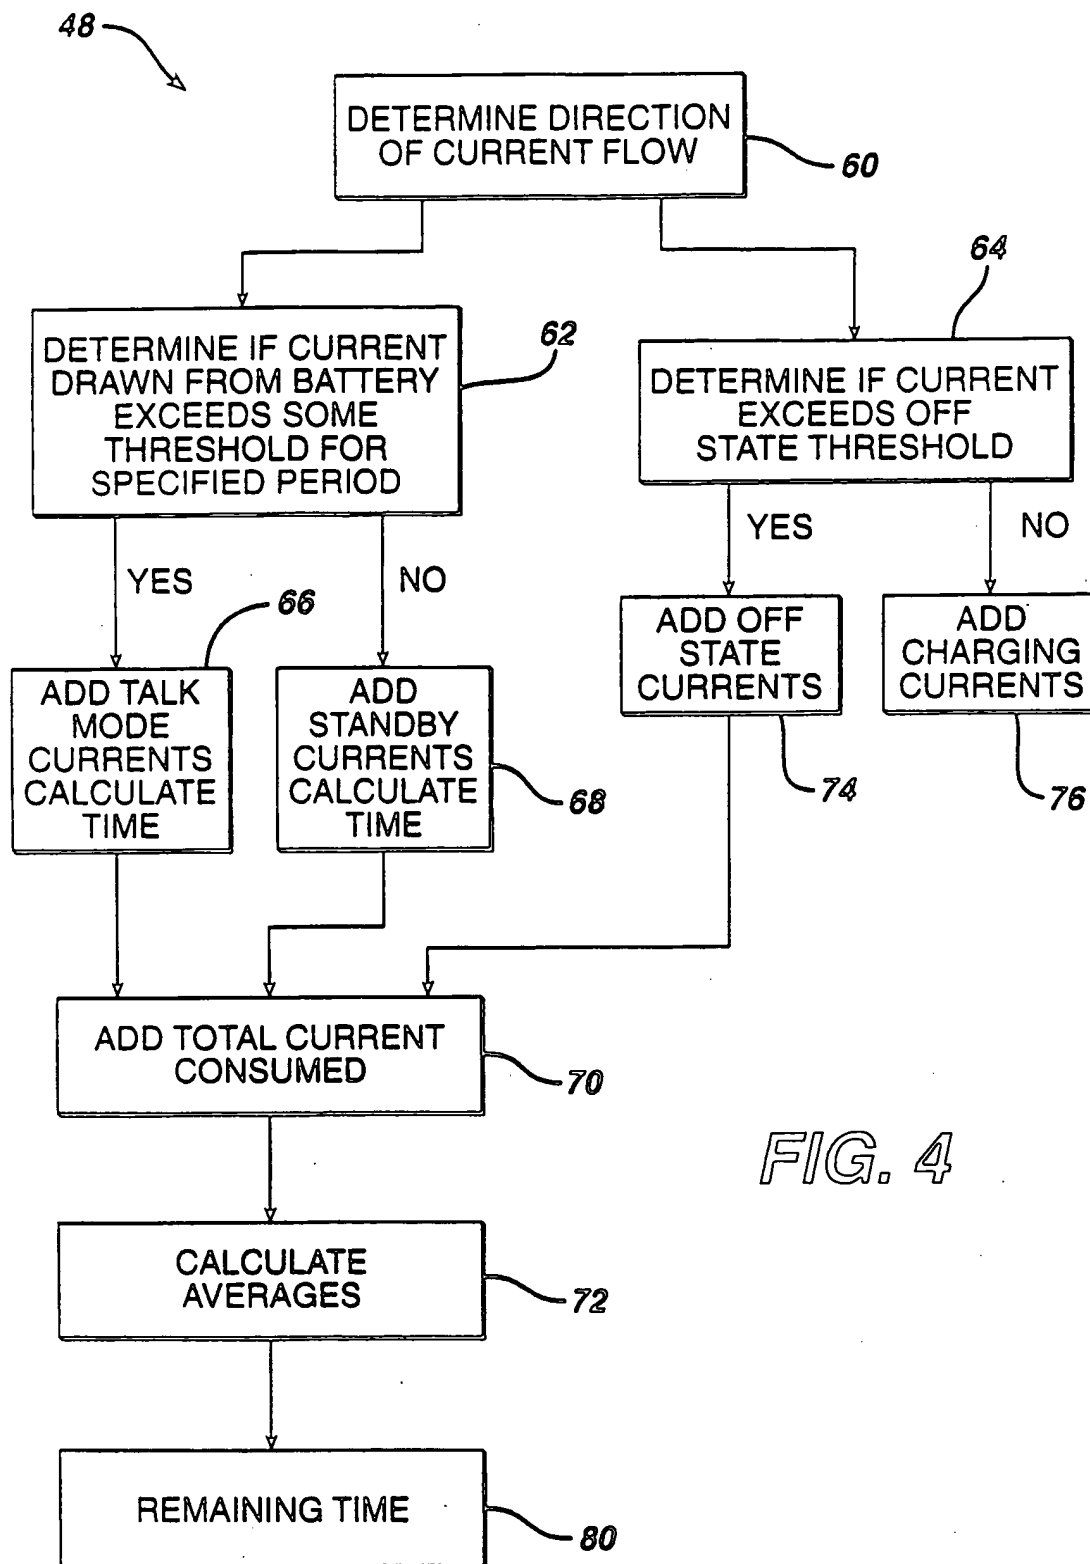 48
DETERMINE DIRECTION
OF CURRENT FLOW
60
64
62
DETERMINE IF CURRENT
DRAWN FROM BATTERY
EXCEEDS SOME
THRESHOLD FOR
SPECIFIED PERIOD
DETERMINE IF CURRENT
EXCEEDS OFF
STATE THRESHOLD
YES
NO
YES
NO
66
ADD TALK
MODE
CURRENTS
CALCULATE
TIME
ADD
STANDBY
CURRENTS
CALCULATE
TIME
68
ADD OFF
STATE
CURRENTS
74
ADD
CHARGING
CURRENTS
76
ADD TOTAL CURRENT
CONSUMED
70
FIG. 4
CALCULATE
AVERAGES
72
REMAINING TIME
80